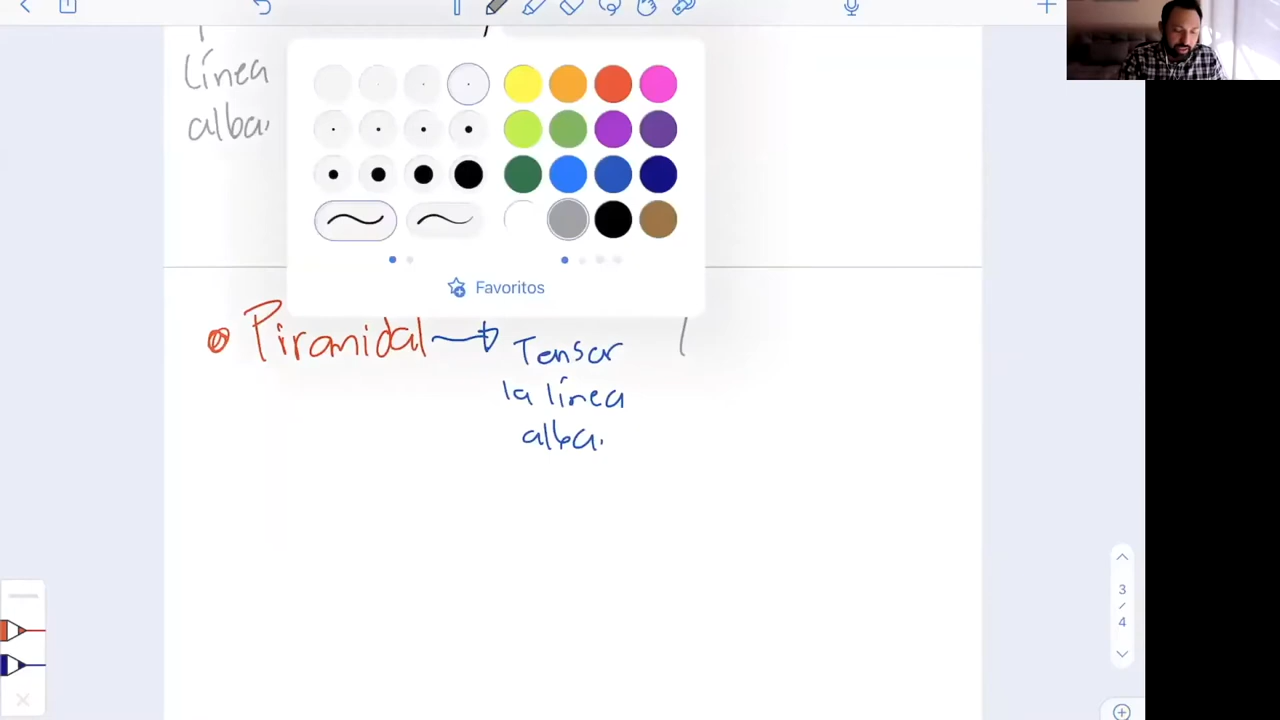 línea
alba.
Favoritos
Piramidal
Tensar
la línea
alba.
3
/
4